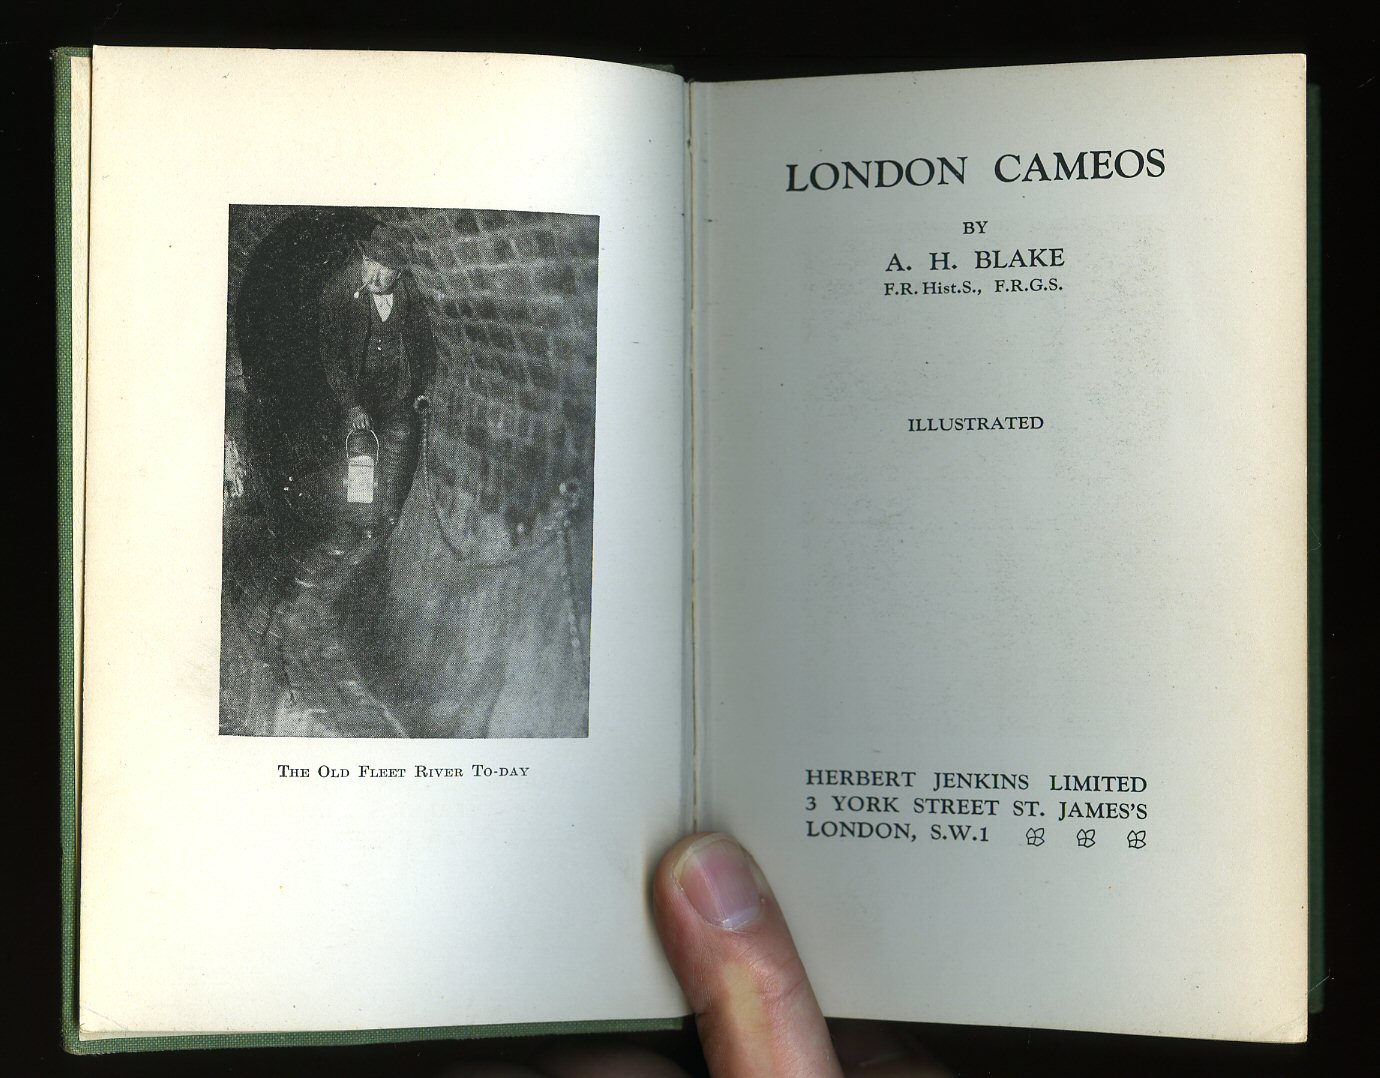 The Old Fleet River To-day
LONDON CAMEOS
BY
A. H. BLAKE
F.R.Hist.S., F.R.G.S.
ILLUSTRATED
HERBERT JENKINS LIMITED
3 YORK STREET ST. JAMES'S
LONDON, S.W.1